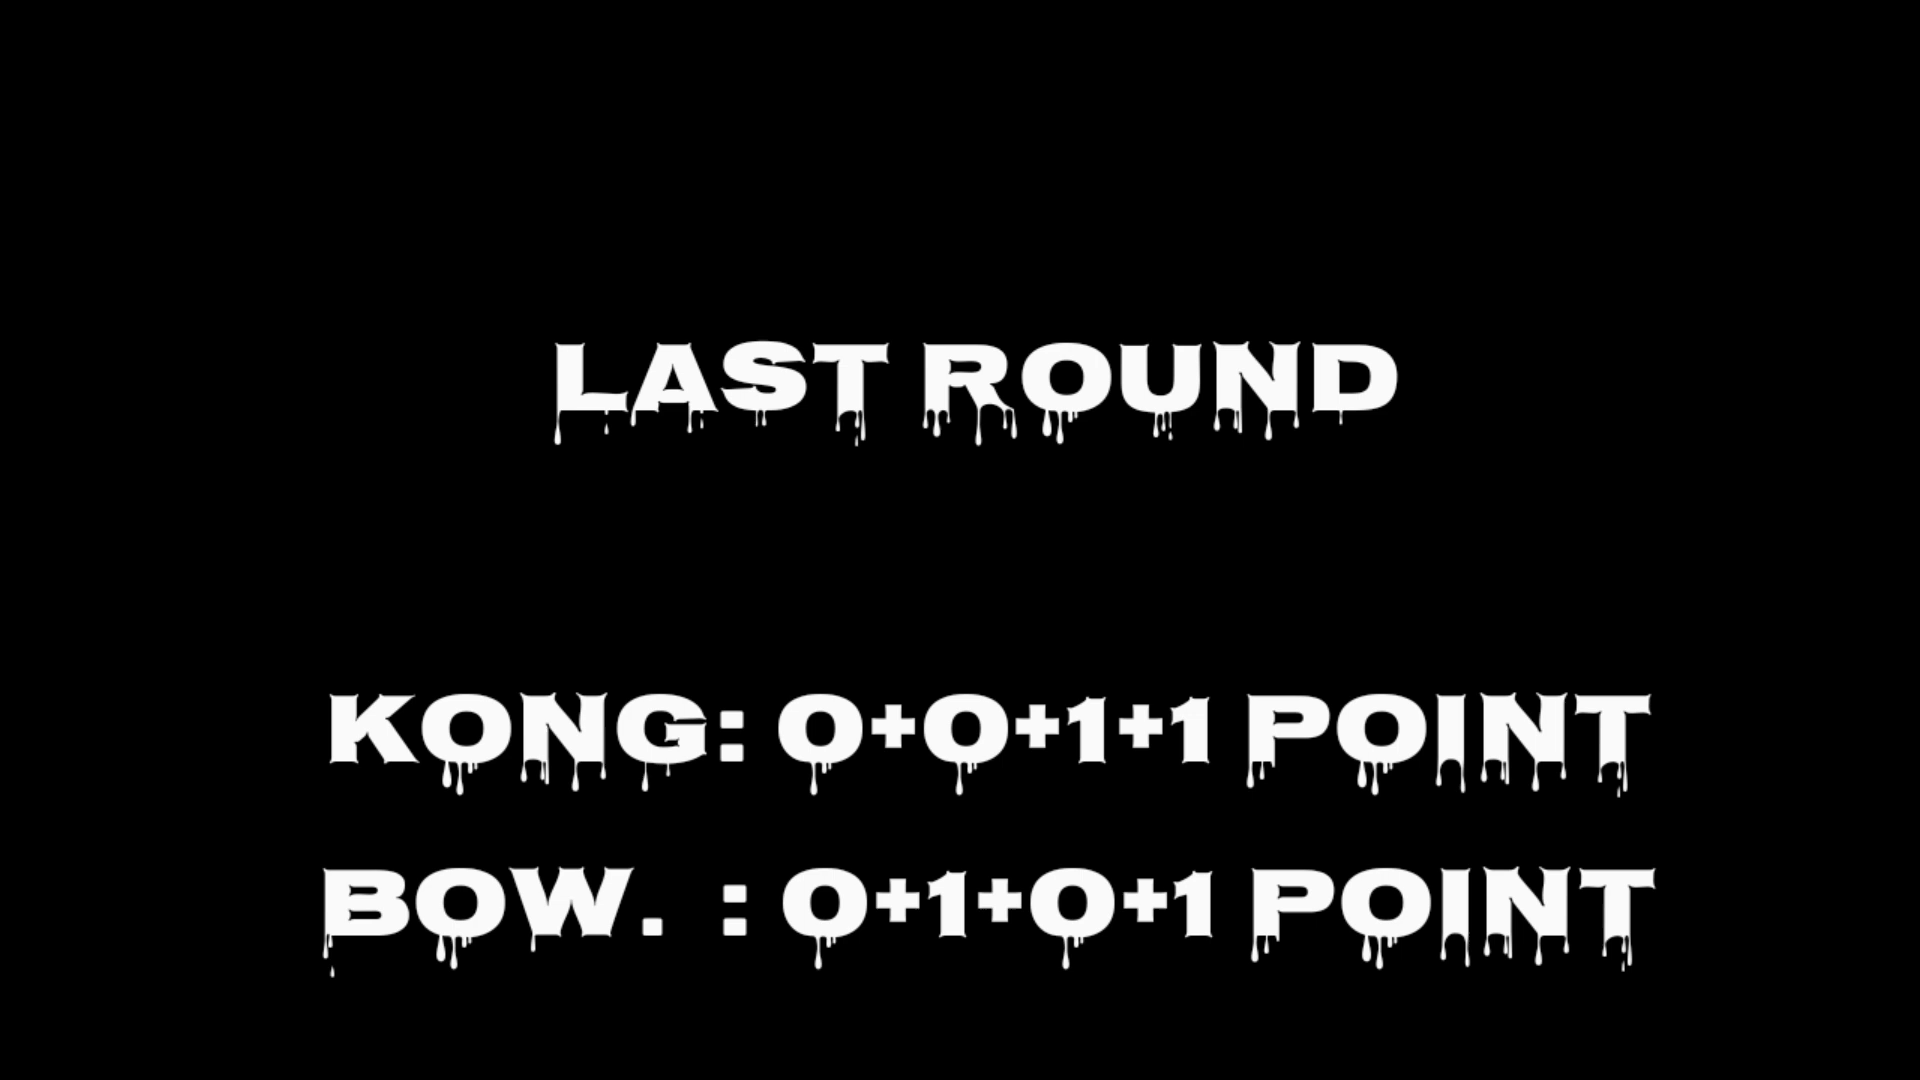 LAST ROUND
KONG: 0+0+1+1 POINT
BOW. : 0+1+0+1 POINT